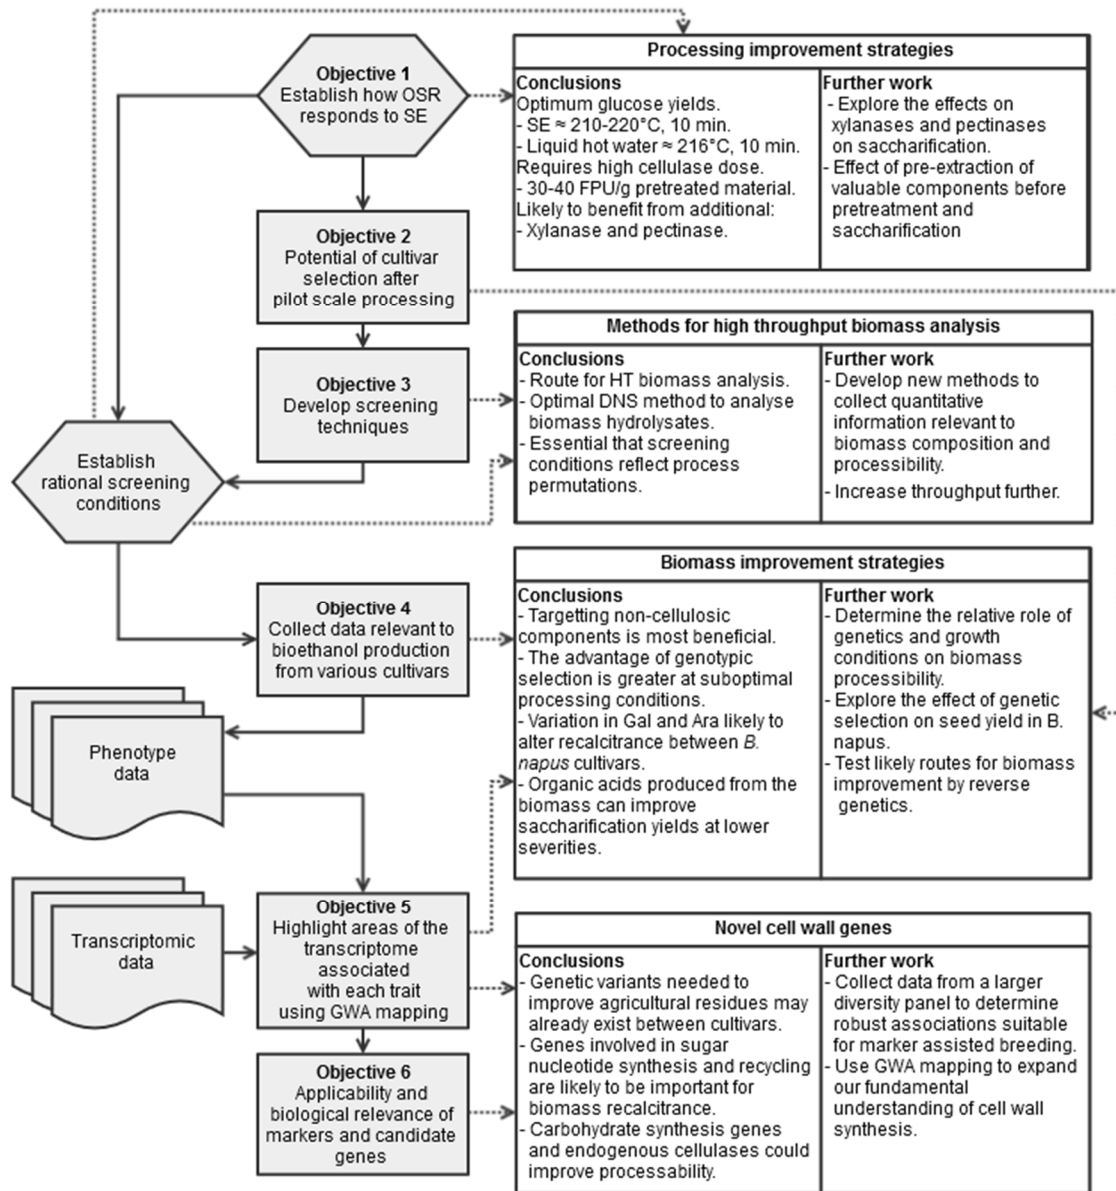 Objective 1
Establish how OSR
responds to SE
Processing improvement strategies
Conclusions
Optimum glucose yields.
- SE ≈ 210-220°C, 10 min.
- Liquid hot water ≈ 216°C, 10 min.
Requires high cellulase dose.
- 30-40 FPU/g pretreated material.
Likely to benefit from additional:
- Xylanase and pectinase.
Further work
- Explore the effects on
xylanases and pectinases
on saccharification.
- Effect of pre-extraction of
valuable components before
pretreatment and
saccharification
Objective 2
Potential of cultivar
selection after
pilot scale processing
Objective 3
Develop screening
techniques
Methods for high throughput biomass analysis
Conclusions
- Route for HT biomass analysis.
- Optimal DNS method to analyse
biomass hydrolysates.
- Essential that screening
conditions reflect process
permutations.
Further work
- Develop new methods to
collect quantitative
information relevant to
biomass composition and
processibility.
- Increase throughput further.
Establish
rational screening
conditions
Objective 4
Collect data relevant to
bioethanol production
from various cultivars
Biomass improvement strategies
Conclusions
- Targetting non-cellulosic
components is most beneficial.
- The advantage of genotypic
selection is greater at suboptimal
processing conditions.
- Variation in Gal and Ara likely to
alter recalcitrance between B.
napus cultivars.
- Organic acids produced from the
biomass can improve
saccharification yields at lower
severities.
Further work
- Determine the relative role of
genetics and growth
conditions on biomass
processibility.
- Explore the effect of genetic
selection on seed yield in B.
napus.
- Test likely routes for biomass
improvement by reverse
genetics.
Phenotype
data
Transcriptomic
data
Objective 5
Highlight areas of the
transcriptome
associated
with each trait
using GWA mapping
Objective 6
Applicability and
biological relevance of
markers and candidate
genes
Novel cell wall genes
Conclusions
- Genetic variants needed to
improve agricultural residues may
already exist between cultivars.
- Genes involved in sugar
nucleotide synthesis and recycling
are likely to be important for
biomass recalcitrance.
- Carbohydrate synthesis genes
and endogenous cellulases could
improve processability.
Further work
- Collect data from a larger
diversity panel to determine
robust associations suitable
for marker assisted breeding.
- Use GWA mapping to expand
our fundamental
understanding of cell wall
synthesis.